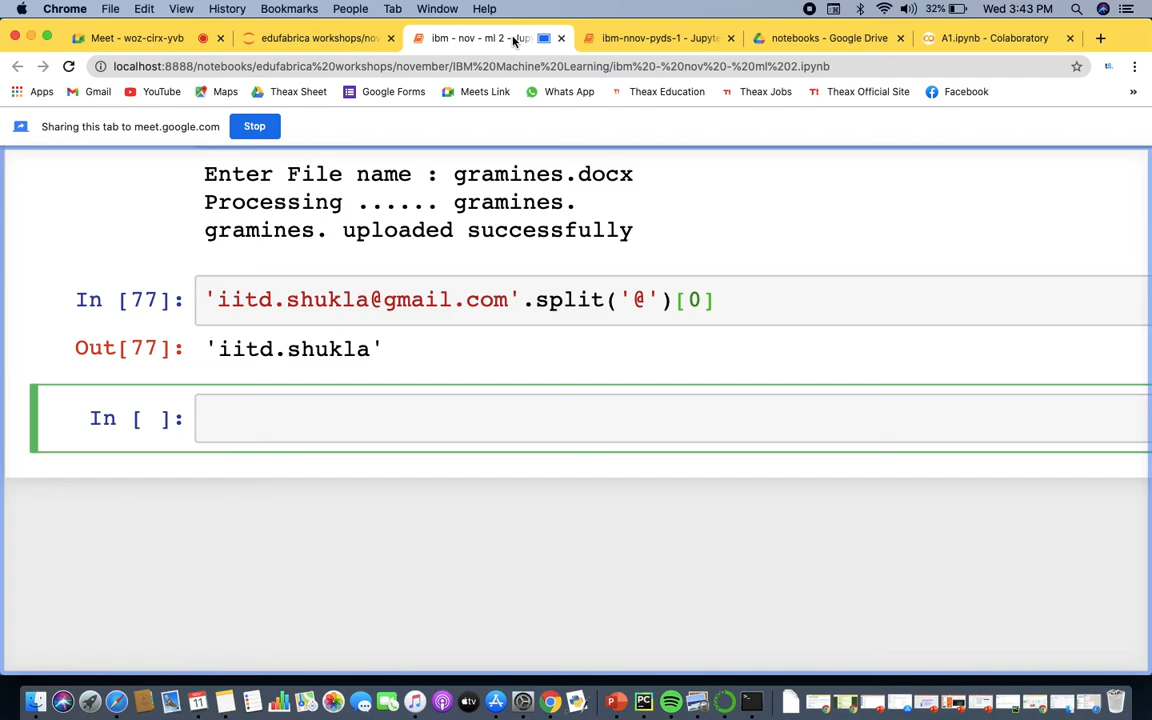 Chrome File Edit View History Bookmarks People Tab Window Help 32% Wed 3:43 PM
Meet - woz-cirx-yvb edufabrica workshops/nov ibm - nov - ml 2 - Jup ibm-nnov-pyds-1 - Jupyte notebooks - Google Drive A1.ipynb - Colaboratory
localhost:8888/notebooks/edufabrica%20workshops/november/IBM%20Machine%20Learning/ibm%20-%20nov%20-%20ml%202.ipynb
Apps Gmail YouTube Maps Theax Sheet Google Forms Meets Link Whats App Theax Education Theax Jobs Theax Official Site Facebook »
Sharing this tab to meet.google.com Stop
Enter File name : gramines.docx
Processing ...... gramines.
gramines. uploaded successfully
In [77]: 'iitd.shukla@gmail.com'.split('@')[0]
Out[77]: 'iitd.shukla'
In [ ]: